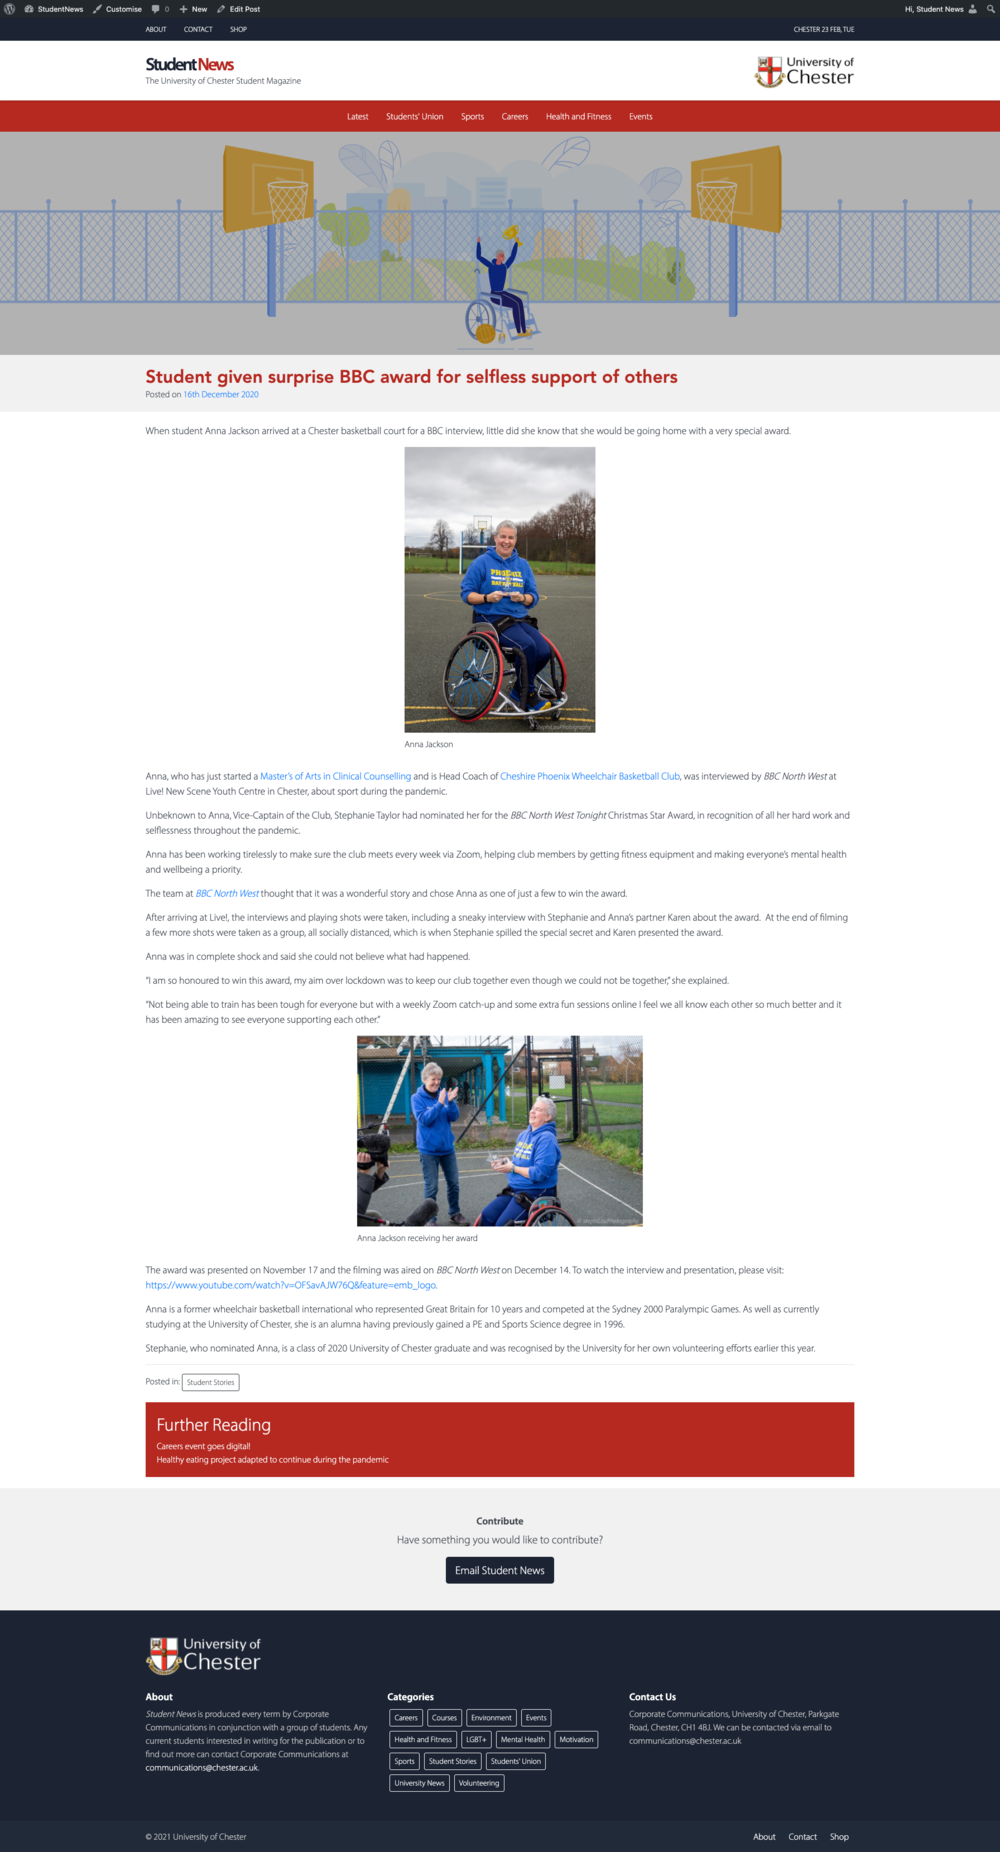 StudentNews Customise 0 New Edit Post Hi, Student News
ABOUT CONTACT SHOP CHESTER 23 FEB, TUE
StudentNews
The University of Chester Student Magazine
University of
Chester
Latest Students' Union Sports Careers Health and Fitness Events
Student given surprise BBC award for selfless support of others
Posted on 16th December 2020
When student Anna Jackson arrived at a Chester basketball court for a BBC interview, little did she know that she would be going home with a very special award.
PHOENIX
BASKETBALL
Anna Jackson
Anna, who has just started a Master's of Arts in Clinical Counselling and is Head Coach of Cheshire Phoenix Wheelchair Basketball Club, was interviewed by BBC North West at
Live! New Scene Youth Centre in Chester, about sport during the pandemic.
Unbeknown to Anna, Vice-Captain of the Club, Stephanie Taylor had nominated her for the BBC North West Tonight Christmas Star Award, in recognition of all her hard work and
selflessness throughout the pandemic.
Anna has been working tirelessly to make sure the club meets every week via Zoom, helping club members by getting fitness equipment and making everyone's mental health
and wellbeing a priority.
The team at BBC North West thought that it was a wonderful story and chose Anna as one of just a few to win the award.
After arriving at Live!, the interviews and playing shots were taken, including a sneaky interview with Stephanie and Anna's partner Karen about the award.  At the end of filming
a few more shots were taken as a group, all socially distanced, which is when Stephanie spilled the special secret and Karen presented the award.
Anna was in complete shock and said she could not believe what had happened.
"I am so honoured to win this award, my aim over lockdown was to keep our club together even though we could not be together," she explained.
"Not being able to train has been tough for everyone but with a weekly Zoom catch-up and some extra fun sessions online I feel we all know each other so much better and it
has been amazing to see everyone supporting each other."
Anna Jackson receiving her award
The award was presented on November 17 and the filming was aired on BBC North West on December 14. To watch the interview and presentation, please visit:
https://www.youtube.com/watch?v=OFSavAJW76Q&feature=emb_logo.
Anna is a former wheelchair basketball international who represented Great Britain for 10 years and competed at the Sydney 2000 Paralympic Games. As well as currently
studying at the University of Chester, she is an alumna having previously gained a PE and Sports Science degree in 1996.
Stephanie, who nominated Anna, is a class of 2020 University of Chester graduate and was recognised by the University for her own volunteering efforts earlier this year.
Posted in: Student Stories
Further Reading
Careers event goes digital!
Healthy eating project adapted to continue during the pandemic
Contribute
Have something you would like to contribute?
Email Student News
University of
Chester
About
Student News is produced every term by Corporate
Communications in conjunction with a group of students. Any
current students interested in writing for the publication or to
find out more can contact Corporate Communications at
communications@chester.ac.uk.
Categories
Careers Courses Environment Events
Health and Fitness LGBT+ Mental Health Motivation
Sports Student Stories Students' Union
University News Volunteering
Contact Us
Corporate Communications, University of Chester, Parkgate
Road, Chester, CH1 4BJ. We can be contacted via email to
communications@chester.ac.uk
© 2021 University of Chester About Contact Shop